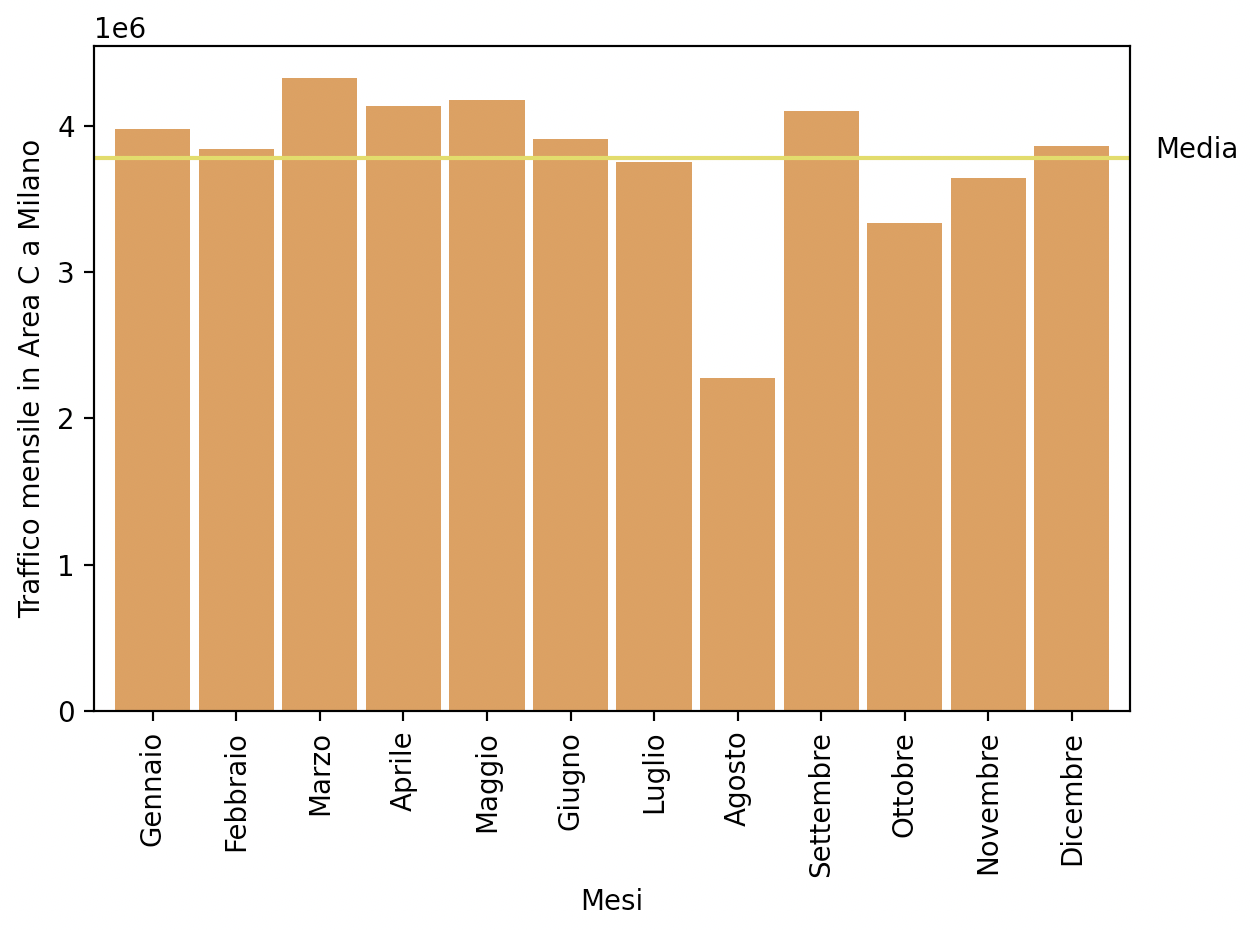 1e6
4
3
2
1
0
Traffico mensile in Area C a Milano
Media
Gennaio
Febbraio
Marzo
Aprile
Maggio
Giugno
Luglio
Agosto
Settembre
Ottobre
Novembre
Dicembre
Mesi